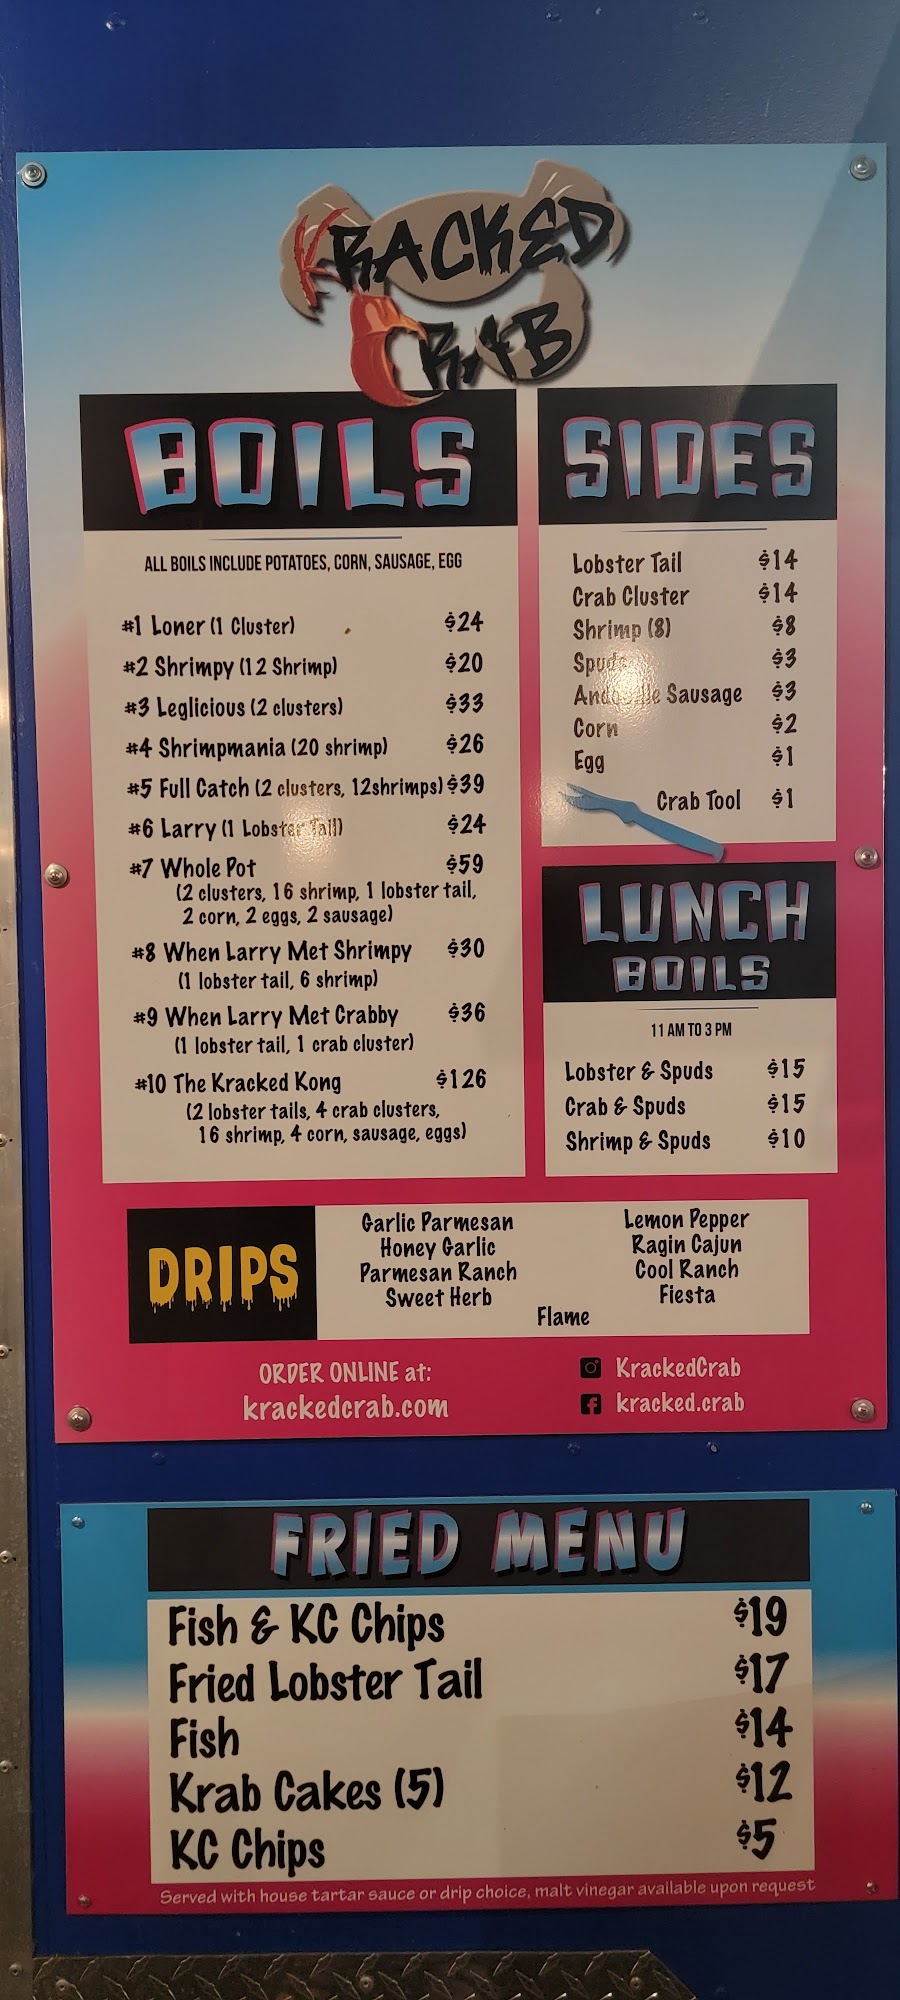 KRACKED
CRAB
BOILS
ALL BOILS INCLUDE POTATOES, CORN, SAUSAGE, EGG
#1 Loner (1 Cluster) $24
#2 Shrimpy (12 Shrimp) $20
#3 Leglicious (2 clusters) $33
#4 Shrimpmania (20 shrimp) $26
#5 Full Catch (2 clusters, 12shrimps) $39
#6 Larry (1 Lobster Tail) $24
#7 Whole Pot $59
(2 clusters, 16 shrimp, 1 lobster tail,
2 corn, 2 eggs, 2 sausage)
#8 When Larry Met Shrimpy $30
(1 lobster tail, 6 shrimp)
#9 When Larry Met Crabby $36
(1 lobster tail, 1 crab cluster)
#10 The Kracked Kong $126
(2 lobster tails, 4 crab clusters,
16 shrimp, 4 corn, sausage, eggs)
SIDES
Lobster Tail $14
Crab Cluster $14
Shrimp (8) $8
Spuds $3
Andouille Sausage $3
Corn $2
Egg $1
Crab Tool $1
LUNCH
BOILS
11 AM TO 3 PM
Lobster & Spuds $15
Crab & Spuds $15
Shrimp & Spuds $10
DRIPS
Garlic Parmesan
Honey Garlic
Parmesan Ranch
Sweet Herb
Lemon Pepper
Ragin Cajun
Cool Ranch
Fiesta
Flame
ORDER ONLINE at:
krackedcrab.com
KrackedCrab
kracked.crab
FRIED MENU
Fish & KC Chips $19
Fried Lobster Tail $17
Fish $14
Krab Cakes (5) $12
KC Chips $5
Served with house tartar sauce or drip choice, malt vinegar available upon request